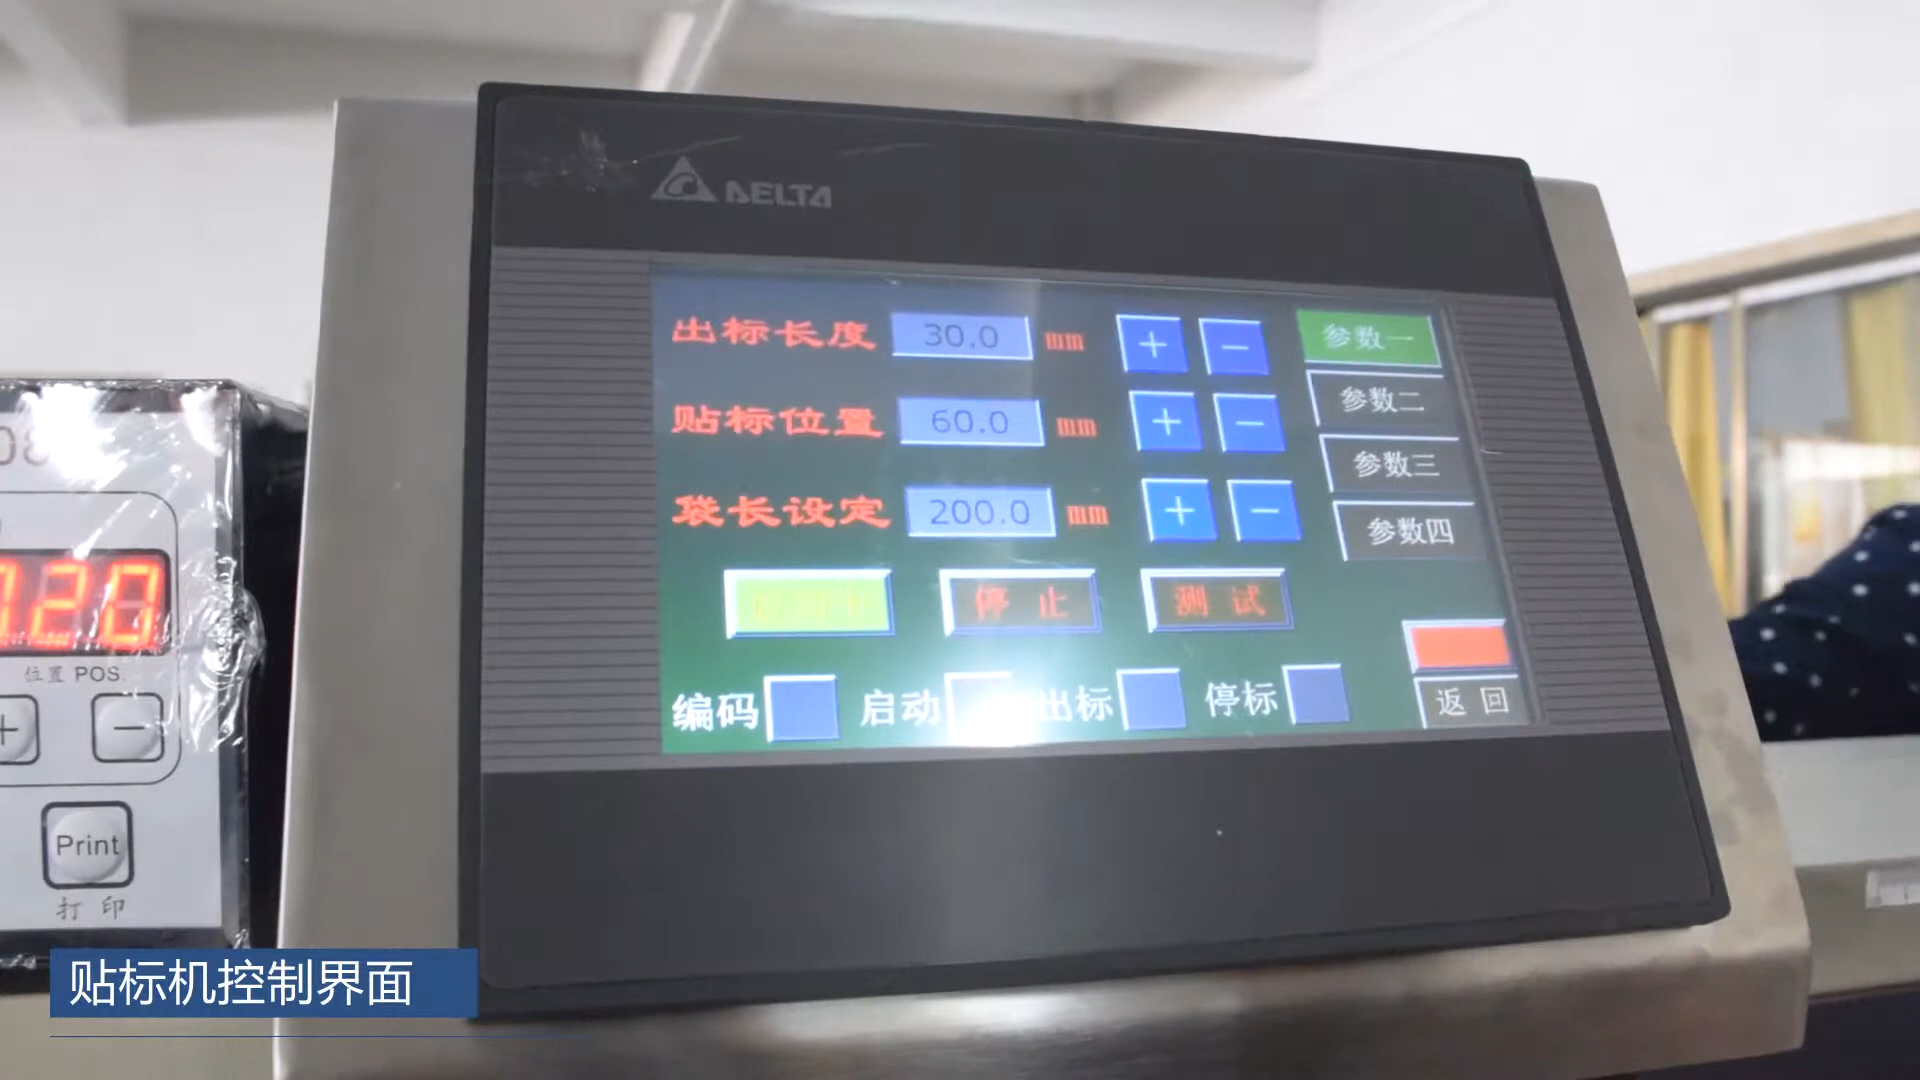 DELTA
出标长度 30.0 mm + − 参数一
贴标位置 60.0 mm + − 参数二
袋长设定 200.0 mm + − 参数三
参数四
停 止 测 试
编码 启动 出标 停标 返 回
020
位置 POS.
+ −
Print
打 印
贴标机控制界面